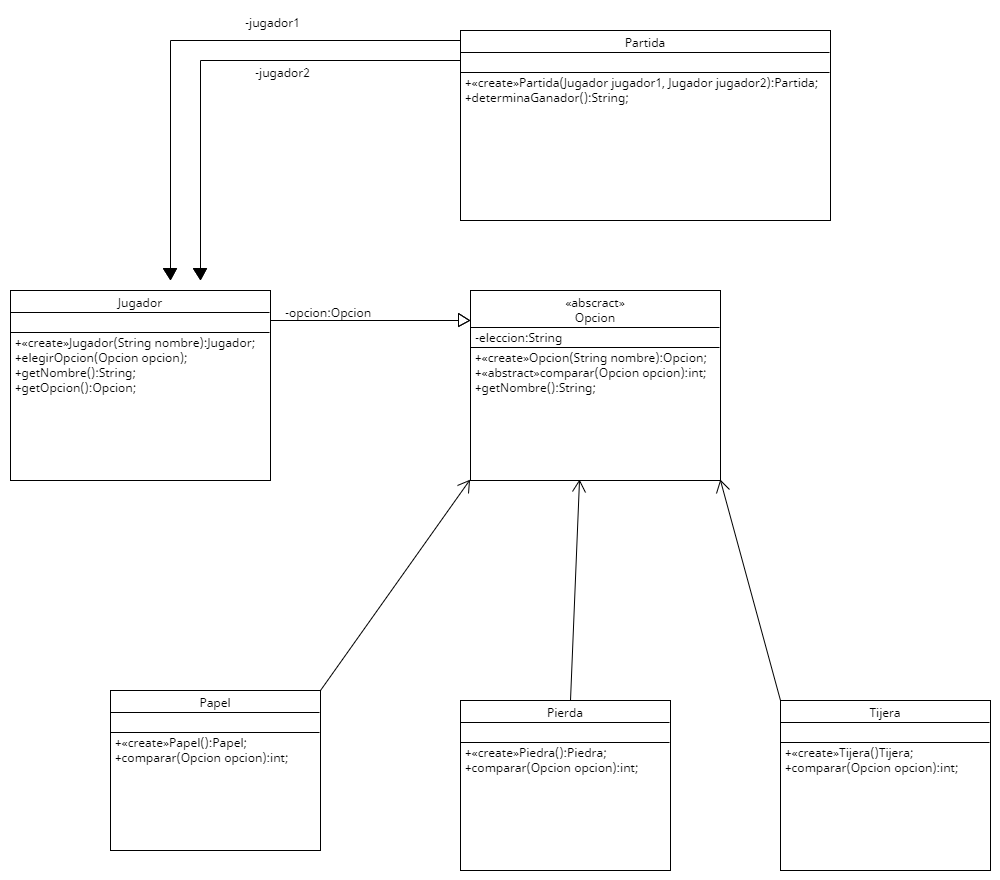 -jugador1
-jugador2
Partida
+«create»Partida(Jugador jugador1, Jugador jugador2):Partida;
+determinaGanador():String;
Jugador
+«create»Jugador(String nombre):Jugador;
+elegirOpcion(Opcion opcion);
+getNombre():String;
+getOpcion():Opcion;
-opcion:Opcion
«abscract»
Opcion
-eleccion:String
+«create»Opcion(String nombre):Opcion;
+«abstract»comparar(Opcion opcion):int;
+getNombre():String;
Papel
+«create»Papel():Papel;
+comparar(Opcion opcion):int;
Pierda
+«create»Piedra():Piedra;
+comparar(Opcion opcion):int;
Tijera
+«create»Tijera()Tijera;
+comparar(Opcion opcion):int;